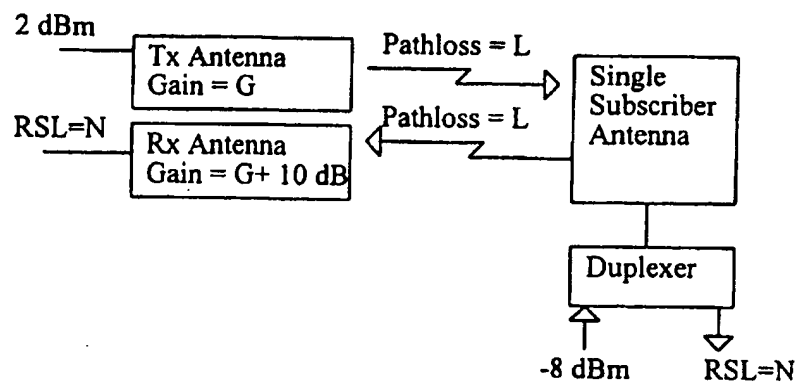 2 dBm
Tx Antenna
Gain = G
Pathloss = L
Single
Subscriber
Antenna
RSL=N
Rx Antenna
Gain = G+ 10 dB
Pathloss = L
Duplexer
-8 dBm
RSL=N